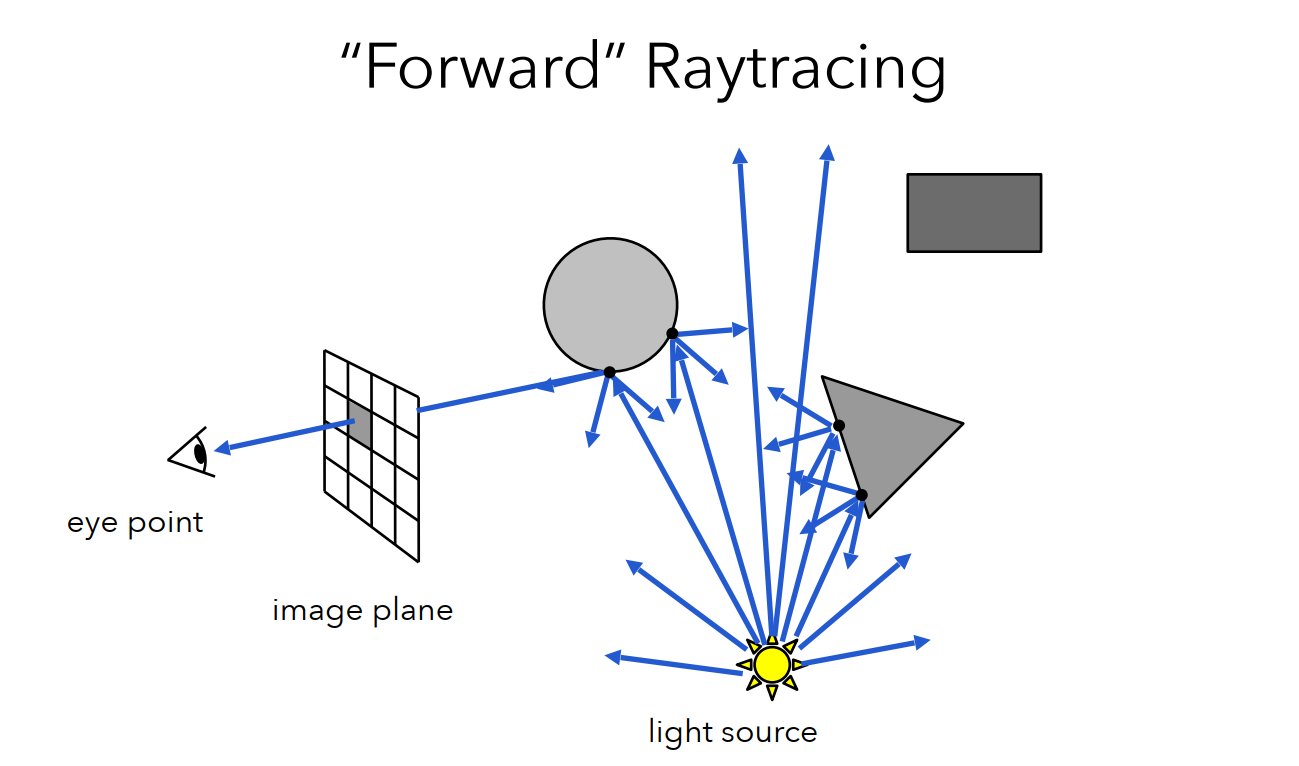 “Forward” Raytracing
eye point
image plane
light source